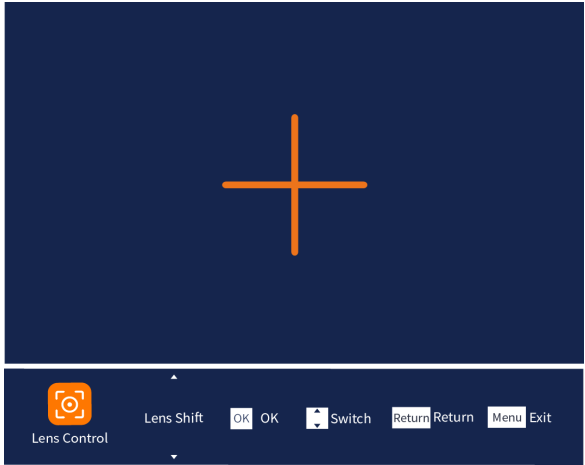 Lens Control
Lens Shift
OK OK
Switch
Return Return
Menu Exit